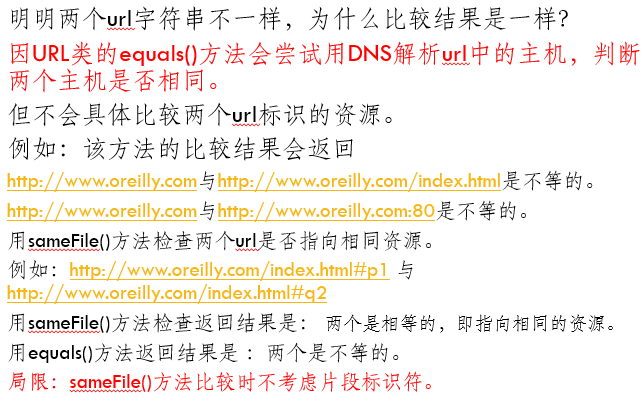 明明两个url字符串不一样，为什么比较结果是一样?
因URL类的equals()方法会尝试用DNS解析url中的主机，判断
两个主机是否相同。
但不会具体比较两个url标识的资源。
例如：该方法的比较结果会返回
http://www.oreilly.com与http://www.oreilly.com/index.html是不等的。
http://www.oreilly.com与http://www.oreilly.com:80是不等的。
用sameFile()方法检查两个url是否指向相同资源。
例如：http://www.oreilly.com/index.html#p1 与
http://www.oreilly.com/index.html#q2
用sameFile()方法检查返回结果是： 两个是相等的，即指向相同的资源。
用equals()方法返回结果是 ：两个是不等的。
局限：sameFile()方法比较时不考虑片段标识符。